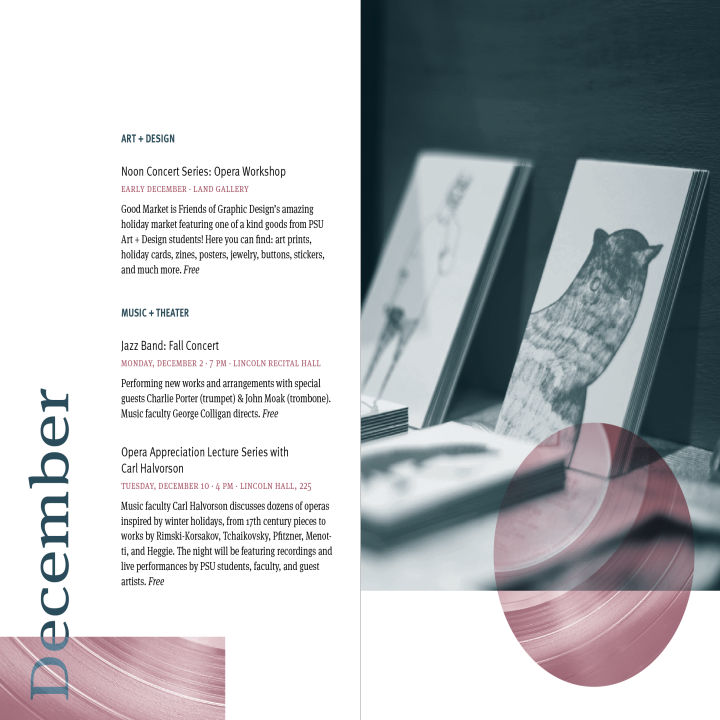 ART + DESIGN
Noon Concert Series: Opera Workshop
EARLY DECEMBER · LAND GALLERY
Good Market is Friends of Graphic Design's amazing
holiday market featuring one of a kind goods from PSU
Art + Design students! Here you can find: art prints,
holiday cards, zines, posters, jewelry, buttons, stickers,
and much more. Free
MUSIC + THEATER
Jazz Band: Fall Concert
MONDAY, DECEMBER 2 · 7 PM · LINCOLN RECITAL HALL
Performing new works and arrangements with special
guests Charlie Porter (trumpet) & John Moak (trombone).
Music faculty George Colligan directs. Free
Opera Appreciation Lecture Series with
Carl Halvorson
TUESDAY, DECEMBER 10 · 4 PM · LINCOLN HALL, 225
Music faculty Carl Halvorson discusses dozens of operas
inspired by winter holidays, from 17th century pieces to
works by Rimski-Korsakov, Tchaikovsky, Pfitzner, Menot-
ti, and Heggie. The night will be featuring recordings and
live performances by PSU students, faculty, and guest
artists. Free
December